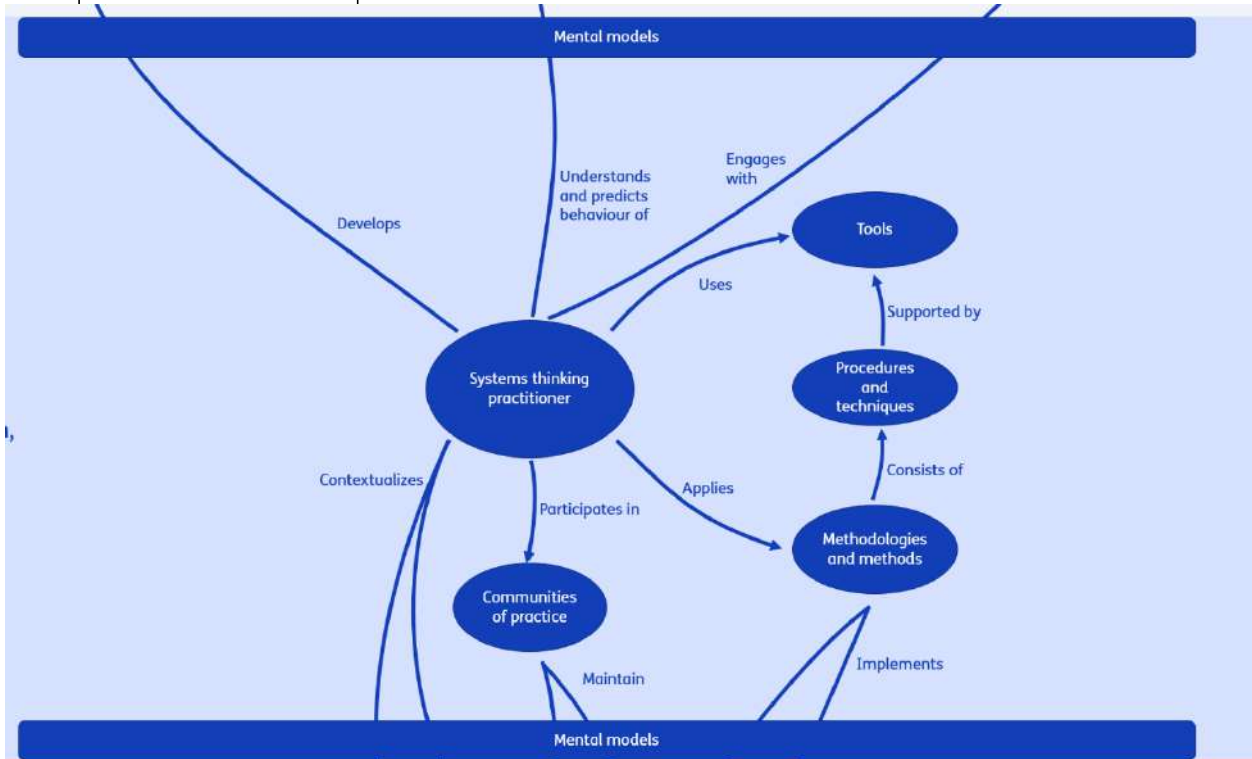 Mental models
Engages
with
Understands
and predicts
behaviour of
Develops
Tools
Uses
Supported by
Procedures
and
techniques
Systems thinking
practitioner
Consists of
Contextualizes
Applies
Participates in
Methodologies
and methods
Communities
of practice
Implements
Maintain
Mental models